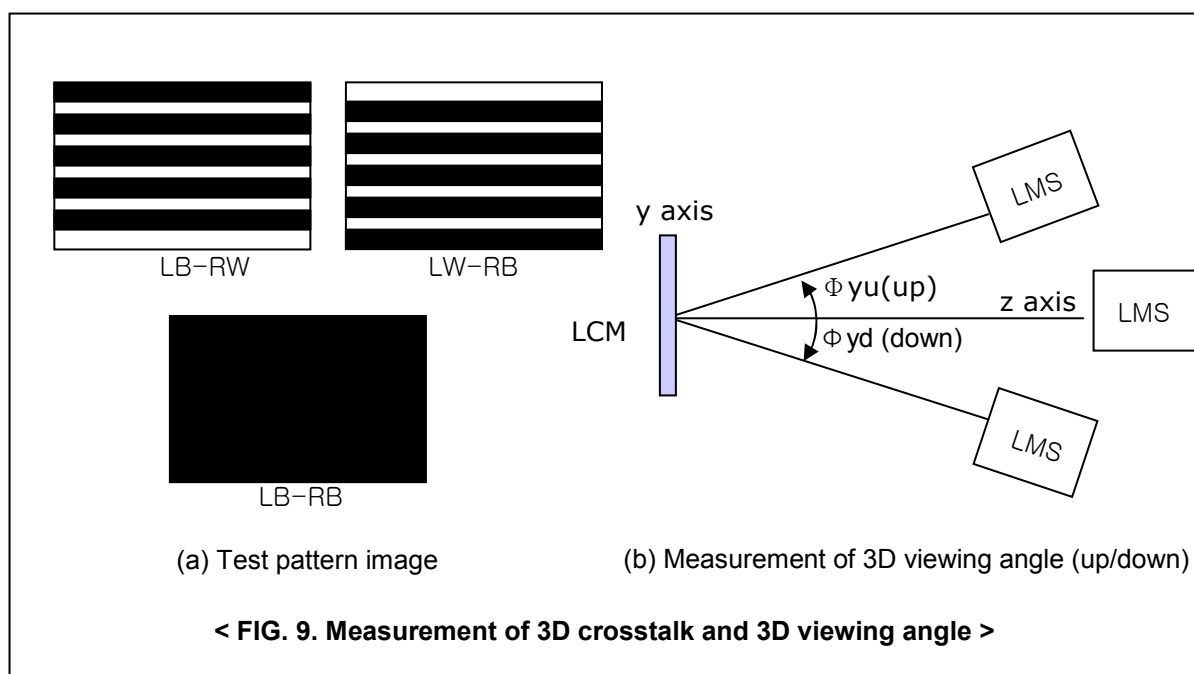 LB-RW
LW-RB
LB-RB
(a) Test pattern image
y axis
LCM
Φ yu(up)
z axis
Φ yd (down)
LMS
LMS
LMS
(b) Measurement of 3D viewing angle (up/down)
< FIG. 9. Measurement of 3D crosstalk and 3D viewing angle >